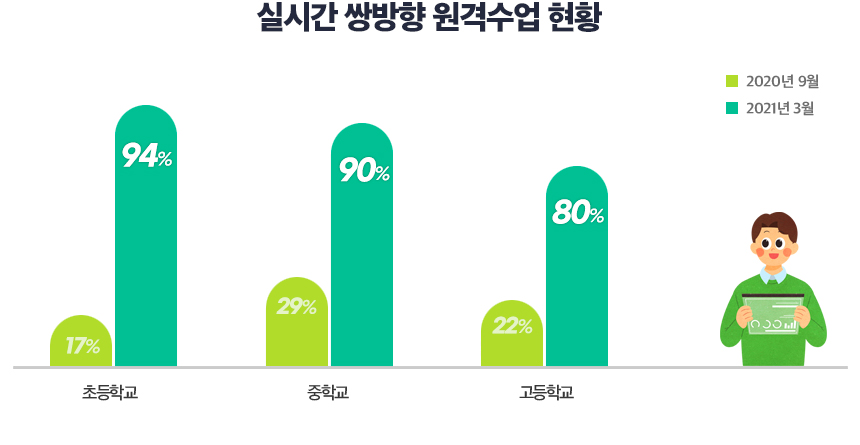 실시간 쌍방향 원격수업 현황
2020년 9월
2021년 3월
94%
90%
80%
17%
29%
22%
초등학교
중학교
고등학교